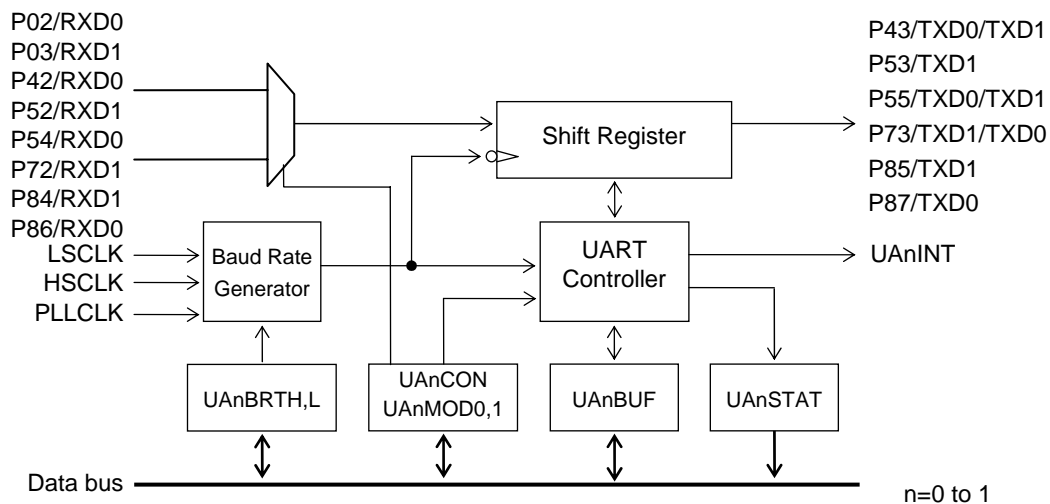 P02/RXD0
P03/RXD1
P42/RXD0
P52/RXD1
P54/RXD0
P72/RXD1
P84/RXD1
P86/RXD0
LSCLK
HSCLK
PLLCLK
Shift Register
P43/TXD0/TXD1
P53/TXD1
P55/TXD0/TXD1
P73/TXD1/TXD0
P85/TXD1
P87/TXD0
Baud Rate
Generator
UART
Controller
UAnINT
UAnBRTH,L
UAnCON
UAnMOD0,1
UAnBUF
UAnSTAT
Data bus
n=0 to 1